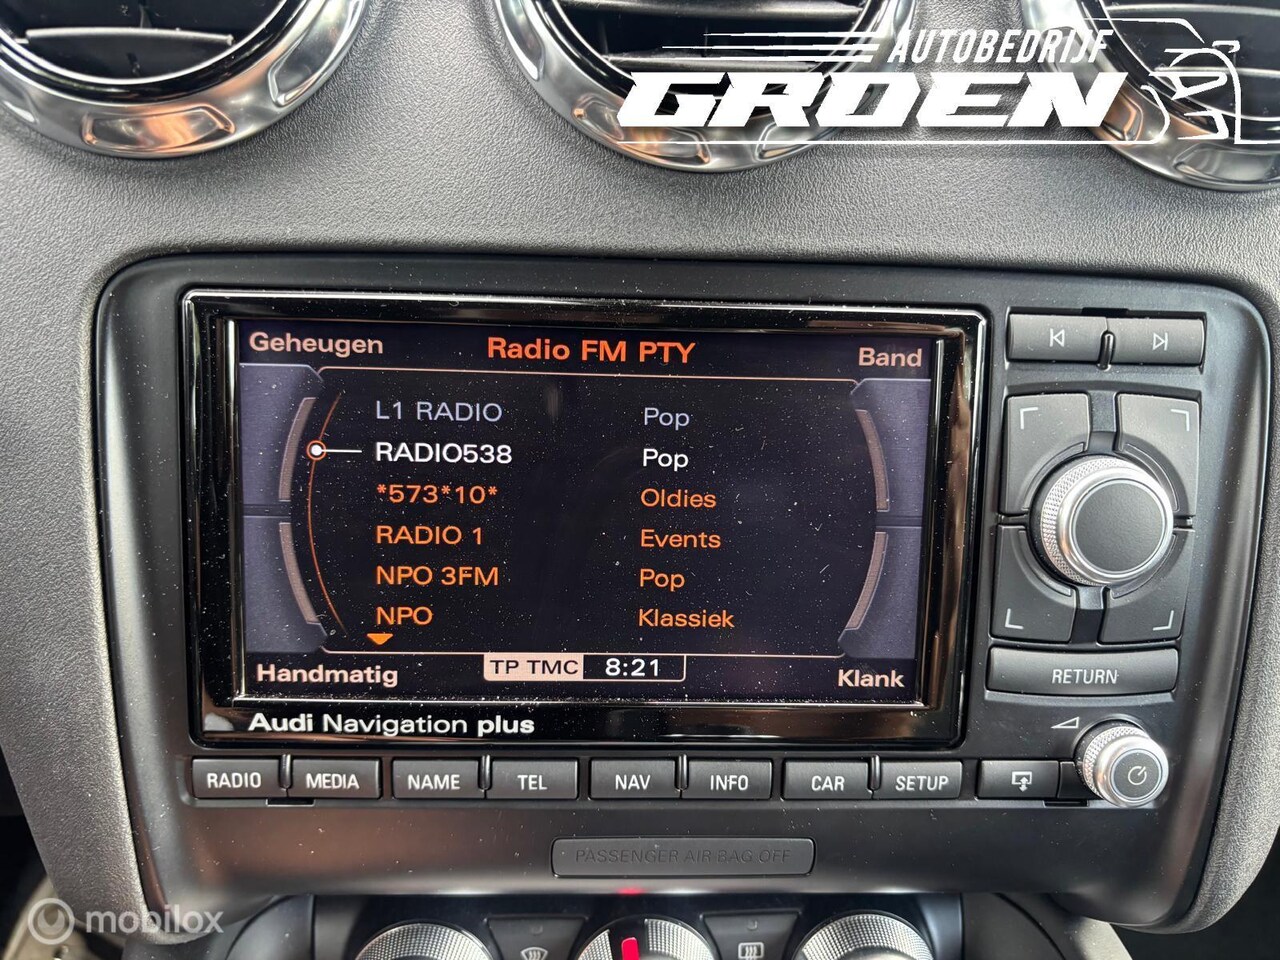 AUTOBEDRIJF
GROEN
Geheugen Radio FM PTY Band
L1 RADIO Pop
RADIO538 Pop
*573*10* Oldies
RADIO 1 Events
NPO 3FM Pop
NPO Klassiek
Handmatig TP TMC 8:21 Klank
Audi Navigation plus
RETURN
RADIO MEDIA NAME TEL NAV INFO CAR SETUP
PASSENGER AIR BAG OFF
mobilox